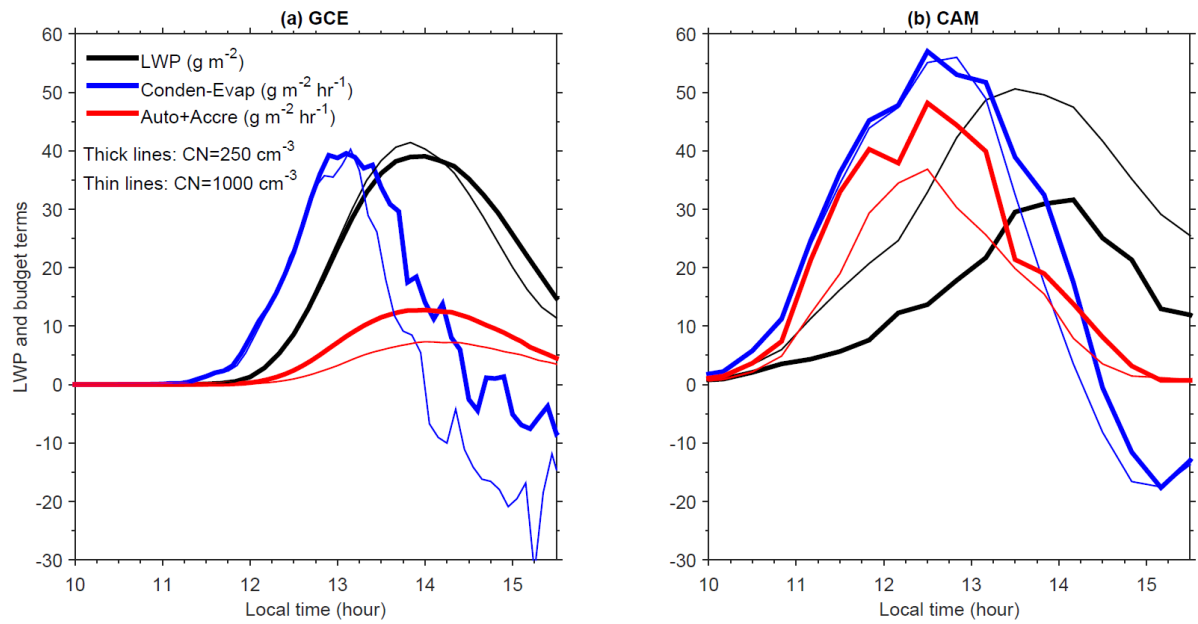 (a) GCE
60
50
40
30
20
10
0
-10
-20
-30
LWP and budget terms
LWP (g m-2)
Conden-Evap (g m-2 hr-1)
Auto+Accre (g m-2 hr-1)
Thick lines: CN=250 cm-3
Thin lines: CN=1000 cm-3
10 11 12 13 14 15
Local time (hour)
(b) CAM
60
50
40
30
20
10
0
-10
-20
-30
10 11 12 13 14 15
Local time (hour)